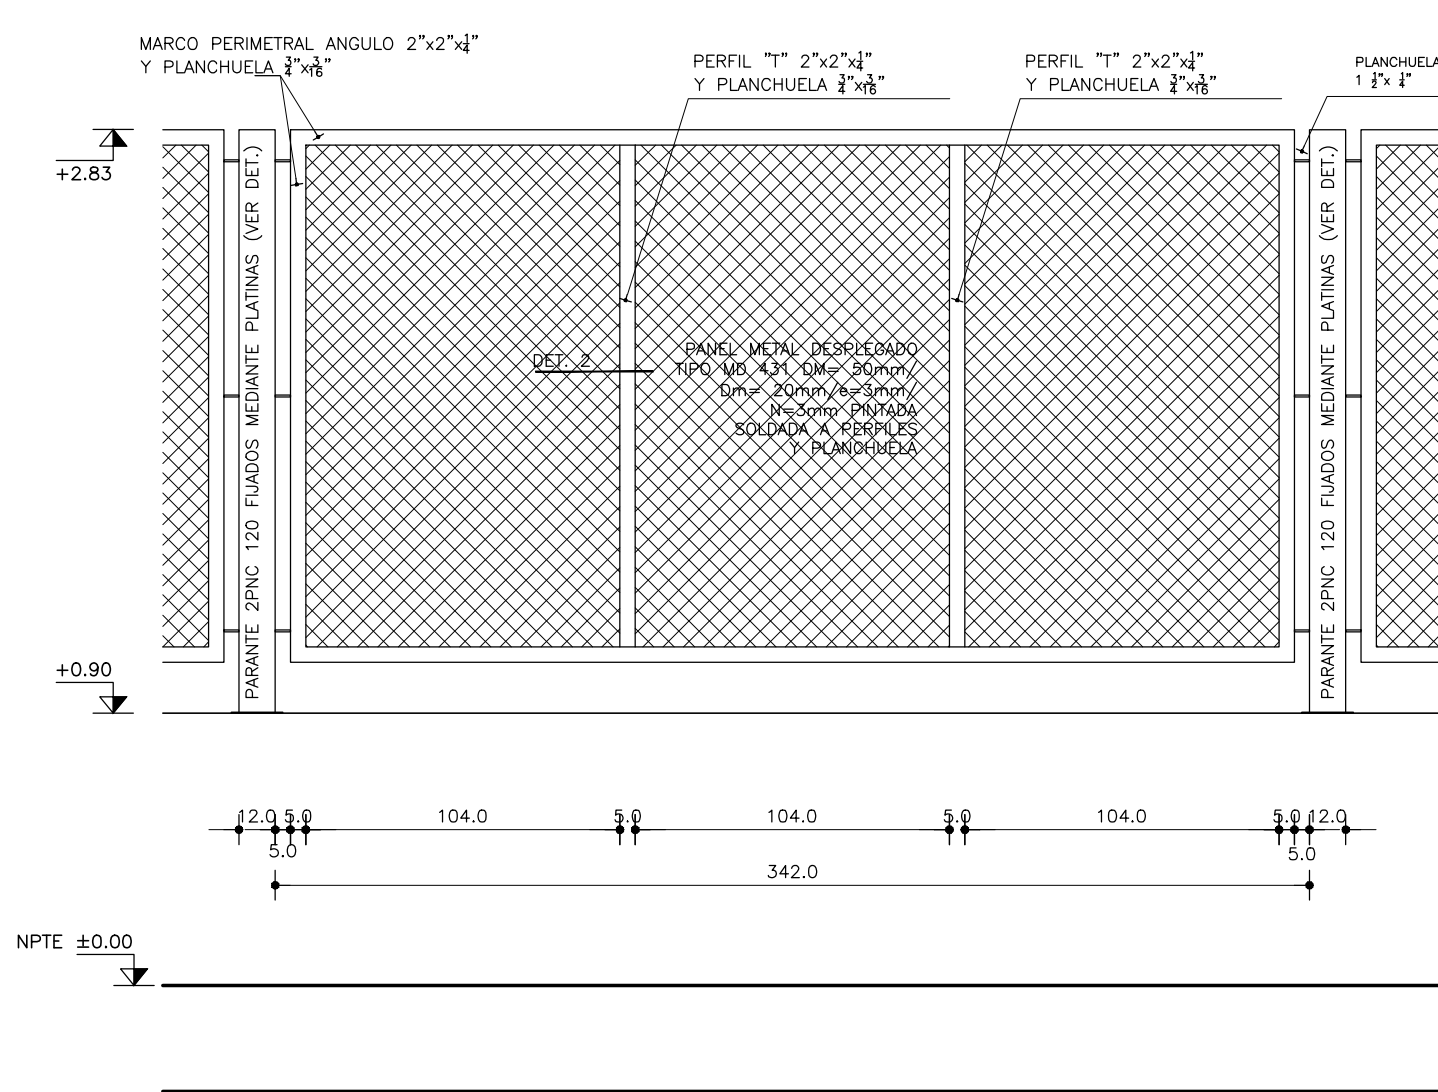 MARCO PERIMETRAL ANGULO 2"x2"x1/4"
Y PLANCHUELA 3/4"x3/16"
PERFIL "T" 2"x2"x1/4"
Y PLANCHUELA 3/4"x3/16"
PERFIL "T" 2"x2"x1/4"
Y PLANCHUELA 3/4"x3/16"
PLANCHUELA
1 1/2"x 1/4"
+2.83
PARANTE 2PNC 120 FIJADOS MEDIANTE PLATINAS (VER DET.)
PARANTE 2PNC 120 FIJADOS MEDIANTE PLATINAS (VER DET.)
DET. 2
PANEL METAL DESPLEGADO
TIPO MD 431 DM= 50mm/
Dm= 20mm/e=3mm/
N=3mm PINTADA
SOLDADA A PERFILES
Y PLANCHUELA
+0.90
12.0 5.0 104.0 5.0 104.0 5.0 104.0 5.0 12.0
5.0 5.0
342.0
NPTE ±0.00